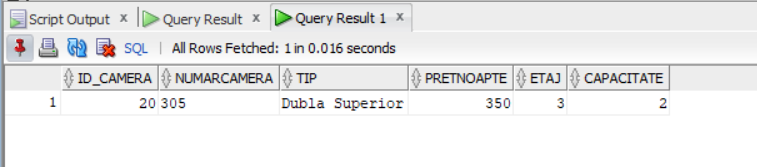 Script Output x Query Result x Query Result 1 x
SQL | All Rows Fetched: 1 in 0.016 seconds
ID_CAMERA NUMARCAMERA TIP PRETNOAPTE ETAJ CAPACITATE
1 20 305 Dubla Superior 350 3 2